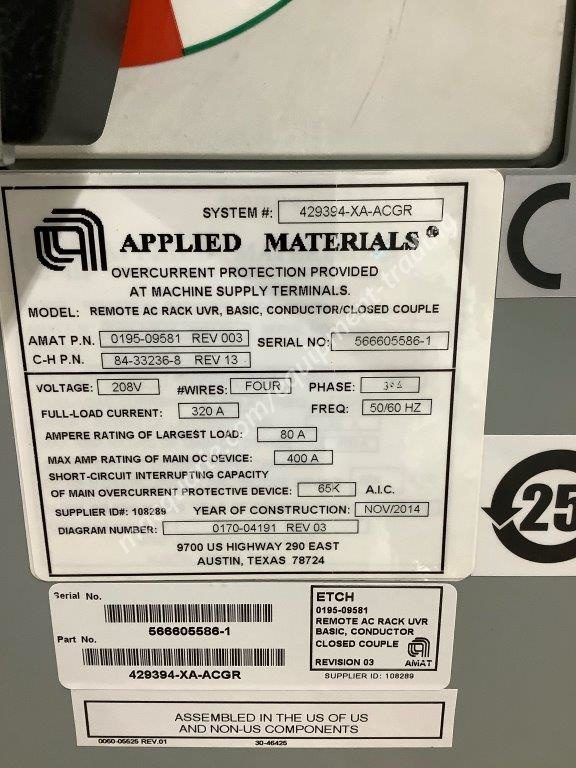 SYSTEM #: 429394-XA-ACGR
APPLIED MATERIALS®
OVERCURRENT PROTECTION PROVIDED
AT MACHINE SUPPLY TERMINALS.
MODEL: REMOTE AC RACK UVR, BASIC, CONDUCTOR/CLOSED COUPLE
AMAT P.N. 0195-09581 REV 003 SERIAL NO: 566605586-1
C-H P.N. 84-33236-8 REV 13
VOLTAGE: 208V #WIRES: FOUR PHASE:
FULL-LOAD CURRENT: 320 A FREQ: 50/60 HZ
AMPERE RATING OF LARGEST LOAD: 80 A
MAX AMP RATING OF MAIN OC DEVICE: 400 A
SHORT-CIRCUIT INTERRUPTING CAPACITY
OF MAIN OVERCURRENT PROTECTIVE DEVICE: 65K A.I.C.
SUPPLIER ID#: 108289 YEAR OF CONSTRUCTION: NOV/2014
DIAGRAM NUMBER: 0170-04191 REV 03
9700 US HIGHWAY 290 EAST
AUSTIN, TEXAS 78724
25
Serial No.
566605586-1
Part No.
429394-XA-ACGR
ETCH
0195-09581
REMOTE AC RACK UVR
BASIC, CONDUCTOR
CLOSED COUPLE
REVISION 03 AMAT
SUPPLIER ID: 108289
ASSEMBLED IN THE US OF US
AND NON-US COMPONENTS
0060-05525 REV.01 30-46425